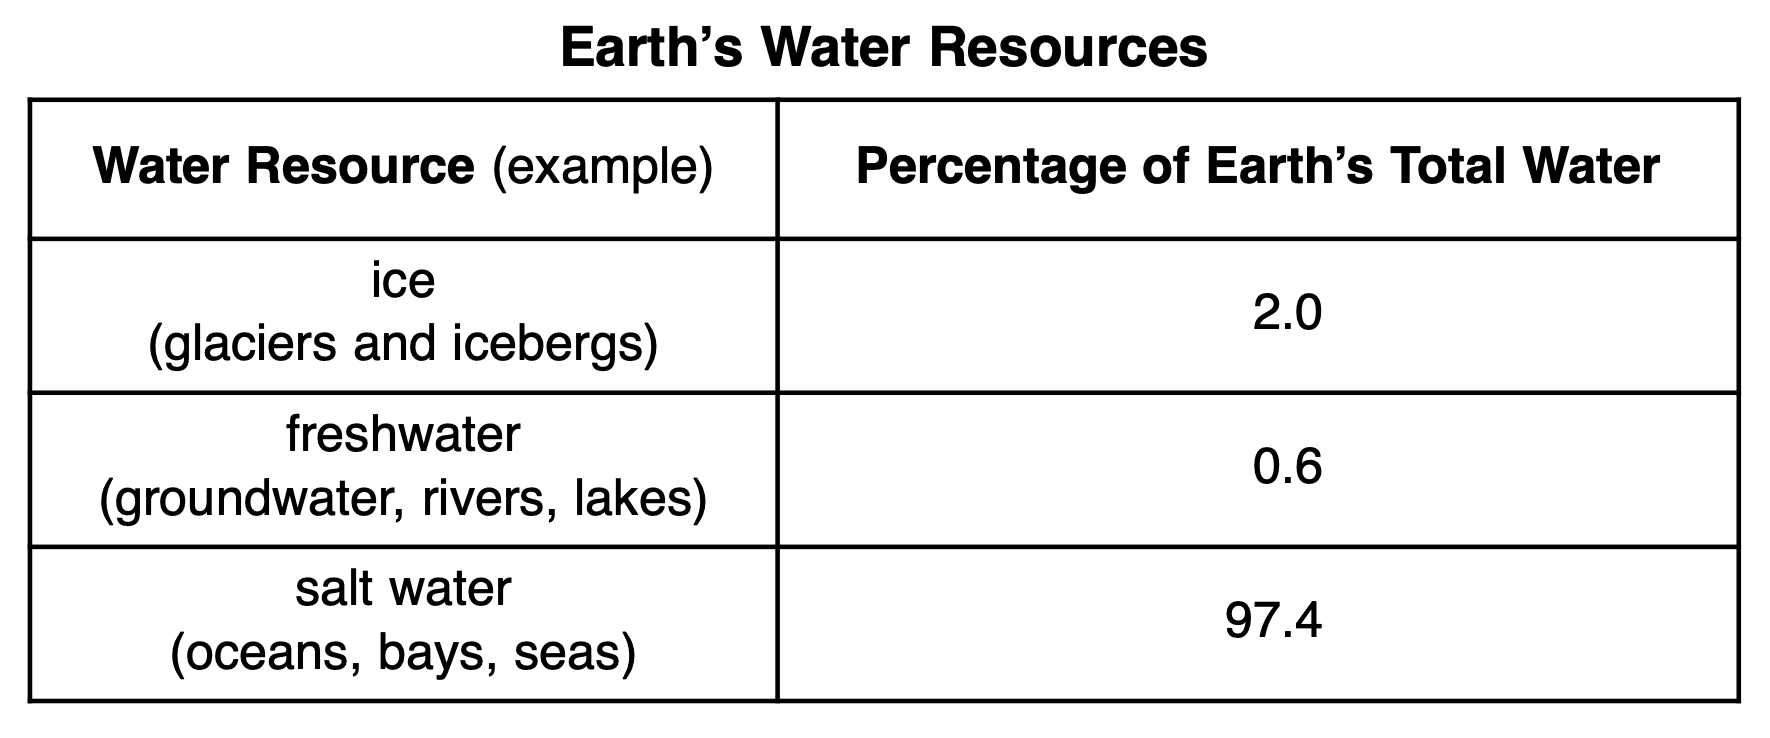 Earth’s Water Resources
Water Resource (example)
Percentage of Earth’s Total Water
ice
(glaciers and icebergs)
2.0
freshwater
(groundwater, rivers, lakes)
0.6
salt water
(oceans, bays, seas)
97.4